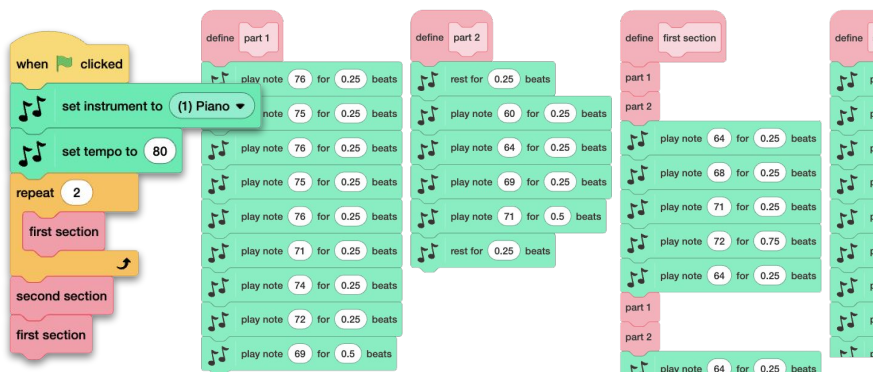 when clicked
set instrument to (1) Piano
set tempo to 80
repeat 2
first section
second section
first section
define part 1
play note 76 for 0.25 beats
play note 75 for 0.25 beats
play note 76 for 0.25 beats
play note 75 for 0.25 beats
play note 76 for 0.25 beats
play note 71 for 0.25 beats
play note 74 for 0.25 beats
play note 72 for 0.25 beats
play note 69 for 0.5 beats
define part 2
rest for 0.25 beats
play note 60 for 0.25 beats
play note 64 for 0.25 beats
play note 69 for 0.25 beats
play note 71 for 0.5 beats
rest for 0.25 beats
define first section
part 1
part 2
play note 64 for 0.25 beats
play note 68 for 0.25 beats
play note 71 for 0.25 beats
play note 72 for 0.75 beats
play note 64 for 0.25 beats
part 1
part 2
play note 64 for 0.25 beats
define